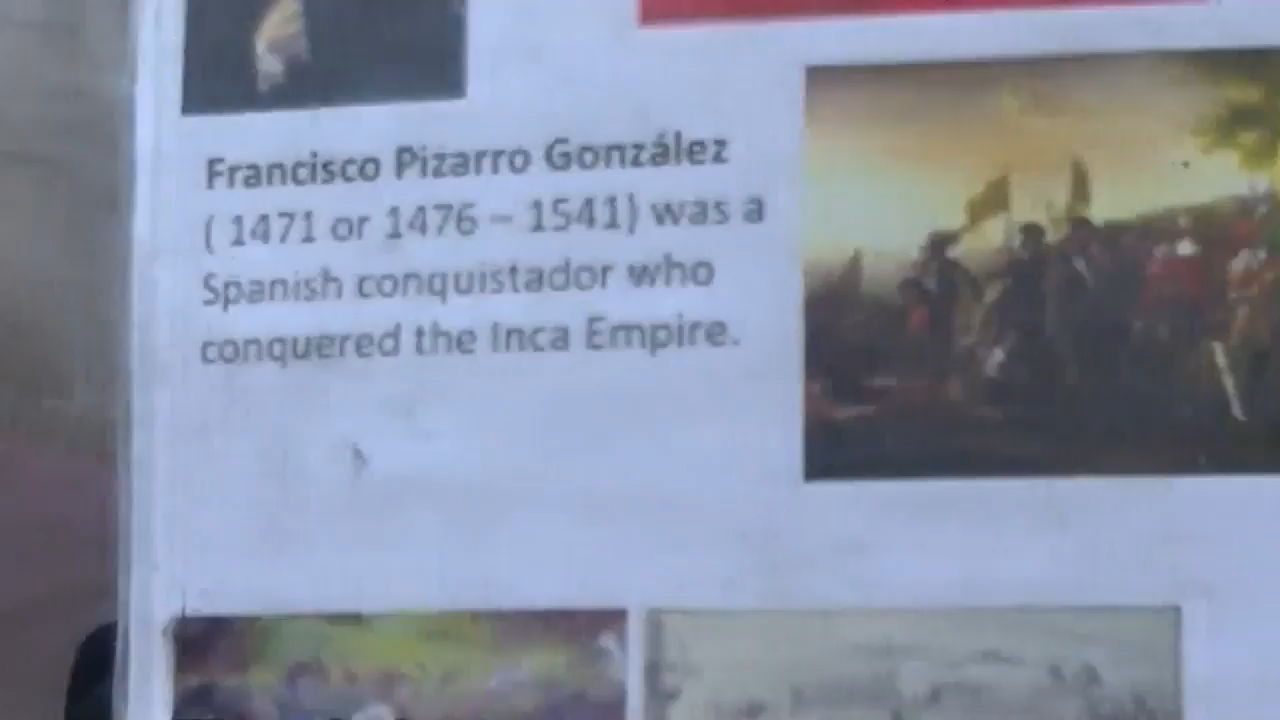 Francisco Pizarro González
( 1471 or 1476 – 1541) was a
Spanish conquistador who
conquered the Inca Empire.